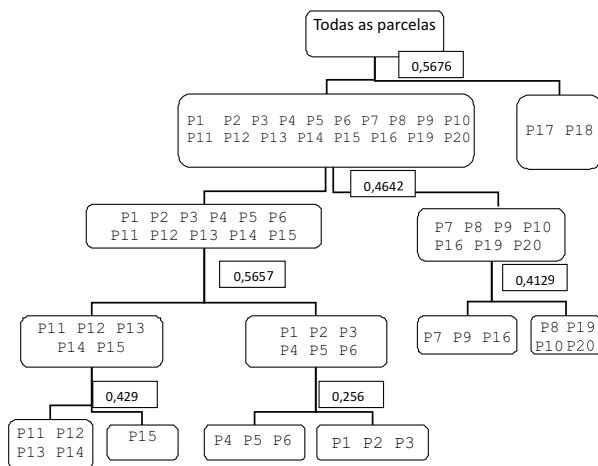 Todas as parcelas
0,5676
P1 P2 P3 P4 P5 P6 P7 P8 P9 P10
P11 P12 P13 P14 P15 P16 P19 P20
P17 P18
0,4642
P1 P2 P3 P4 P5 P6
P11 P12 P13 P14 P15
P7 P8 P9 P10
P16 P19 P20
0,5657
0,4129
P11 P12 P13
P14 P15
P1 P2 P3
P4 P5 P6
P7 P9 P16
P8 P19
P10 P20
0,429
0,256
P11 P12
P13 P14
P15
P4 P5 P6
P1 P2 P3